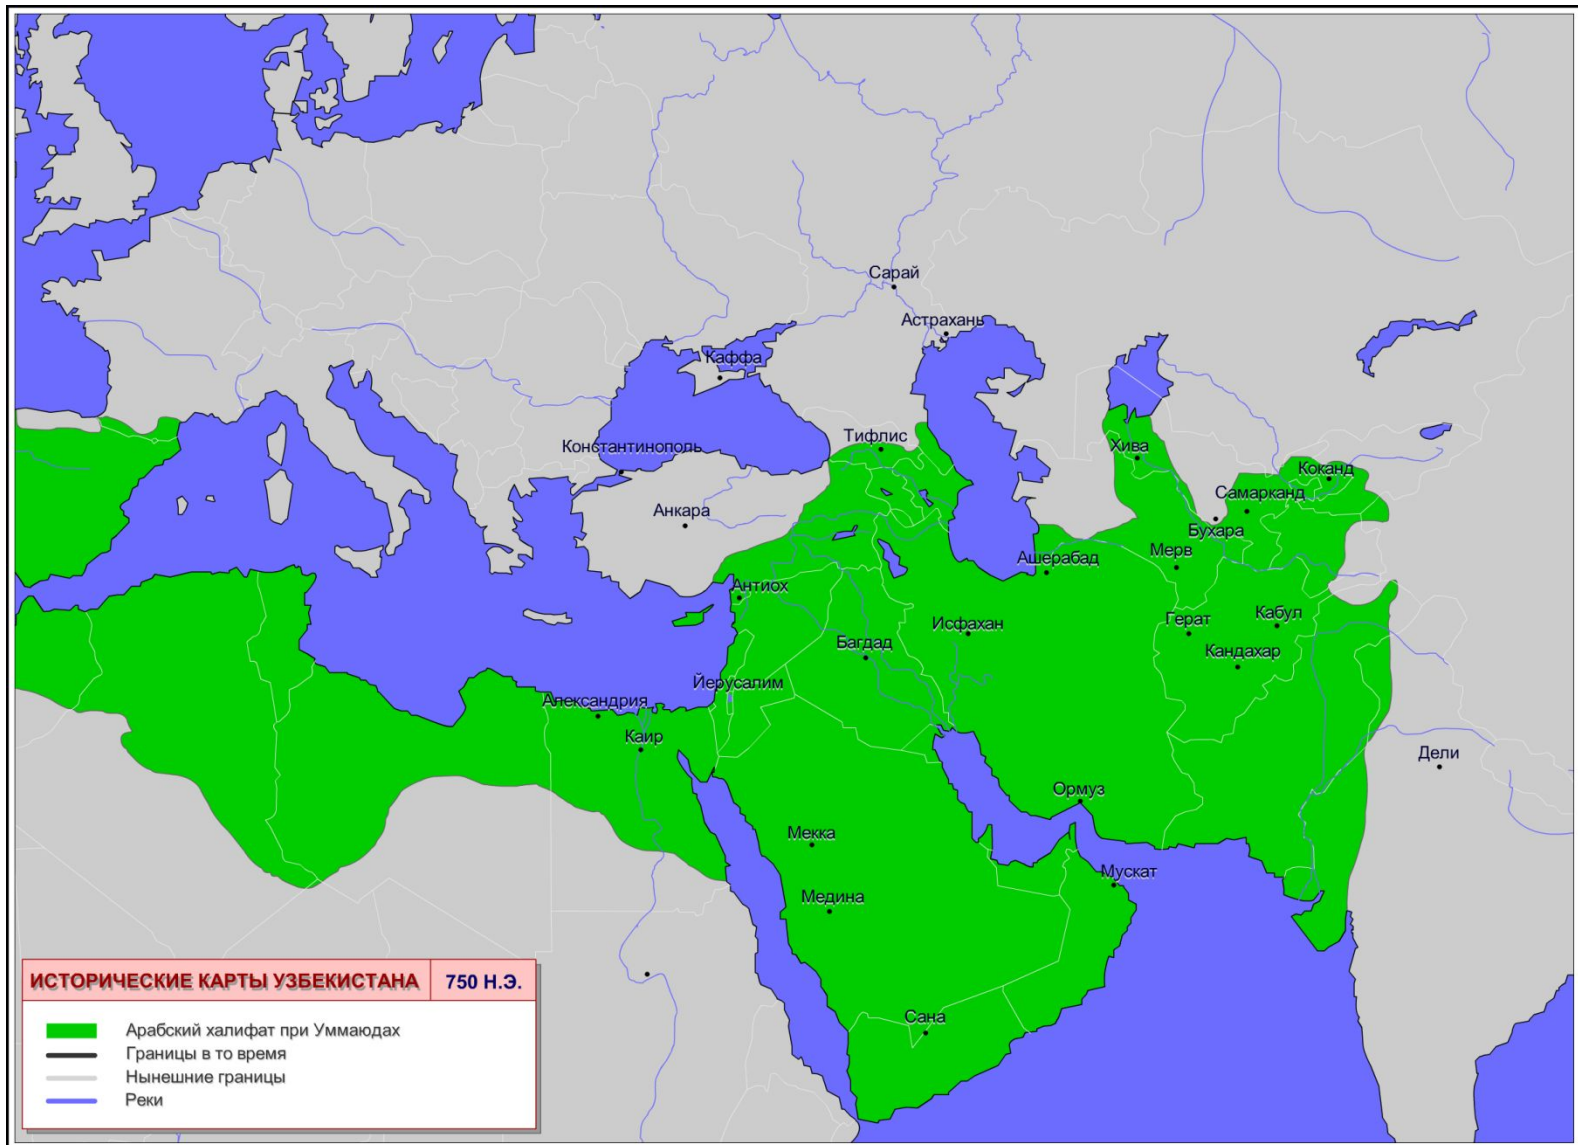 Сарай
Астрахань
Каффа
Тифлис
Константинополь
Хива
Коканд
Самарканд
Анкара
Бухара
Мерв
Ашерабад
Антиох
Исфахан
Герат
Кабул
Багдад
Кандахар
Йерусалим
Александрия
Каир
Дели
Ормуз
Мекка
Мускат
Медина
Сана
ИСТОРИЧЕСКИЕ КАРТЫ УЗБЕКИСТАНА 750 Н.Э.
Арабский халифат при Уммаюдах
Границы в то время
Нынешние границы
Реки